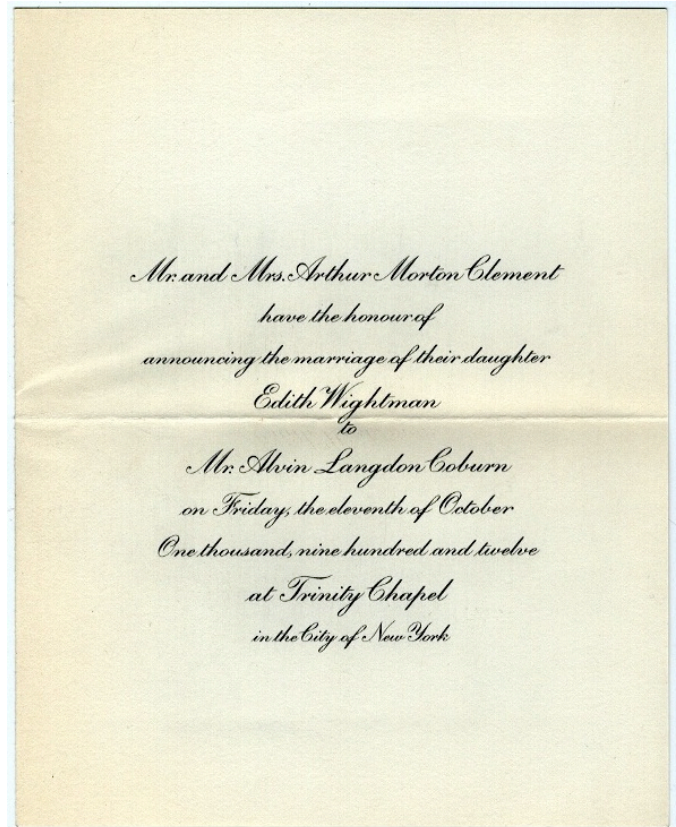 Mr. and Mrs. Arthur Morton Clement
have the honour of
announcing the marriage of their daughter
Edith Wightman
to
Mr. Alvin Langdon Coburn
on Friday, the eleventh of October
One thousand, nine hundred and twelve
at Trinity Chapel
in the City of New York